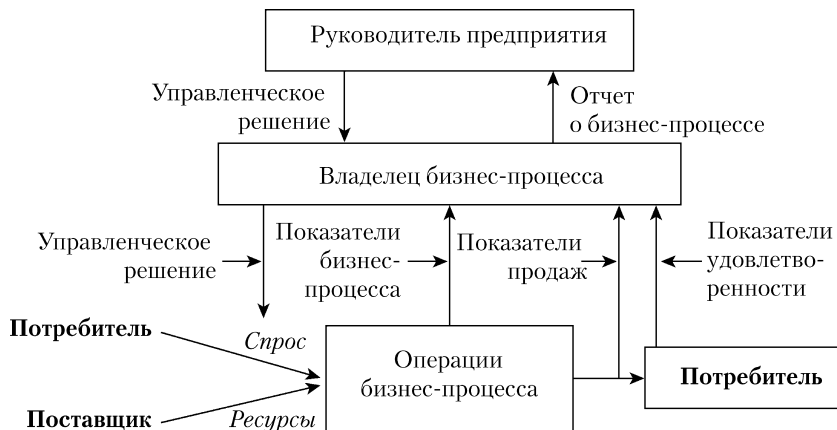 Руководитель предприятия
Управленческое
решение
Отчет
о бизнес-процессе
Владелец бизнес-процесса
Управленческое
решение
Показатели
бизнес-
процесса
Показатели
продаж
Показатели
удовлетво-
ренности
Потребитель
Спрос
Поставщик
Ресурсы
Операции
бизнес-процесса
Потребитель